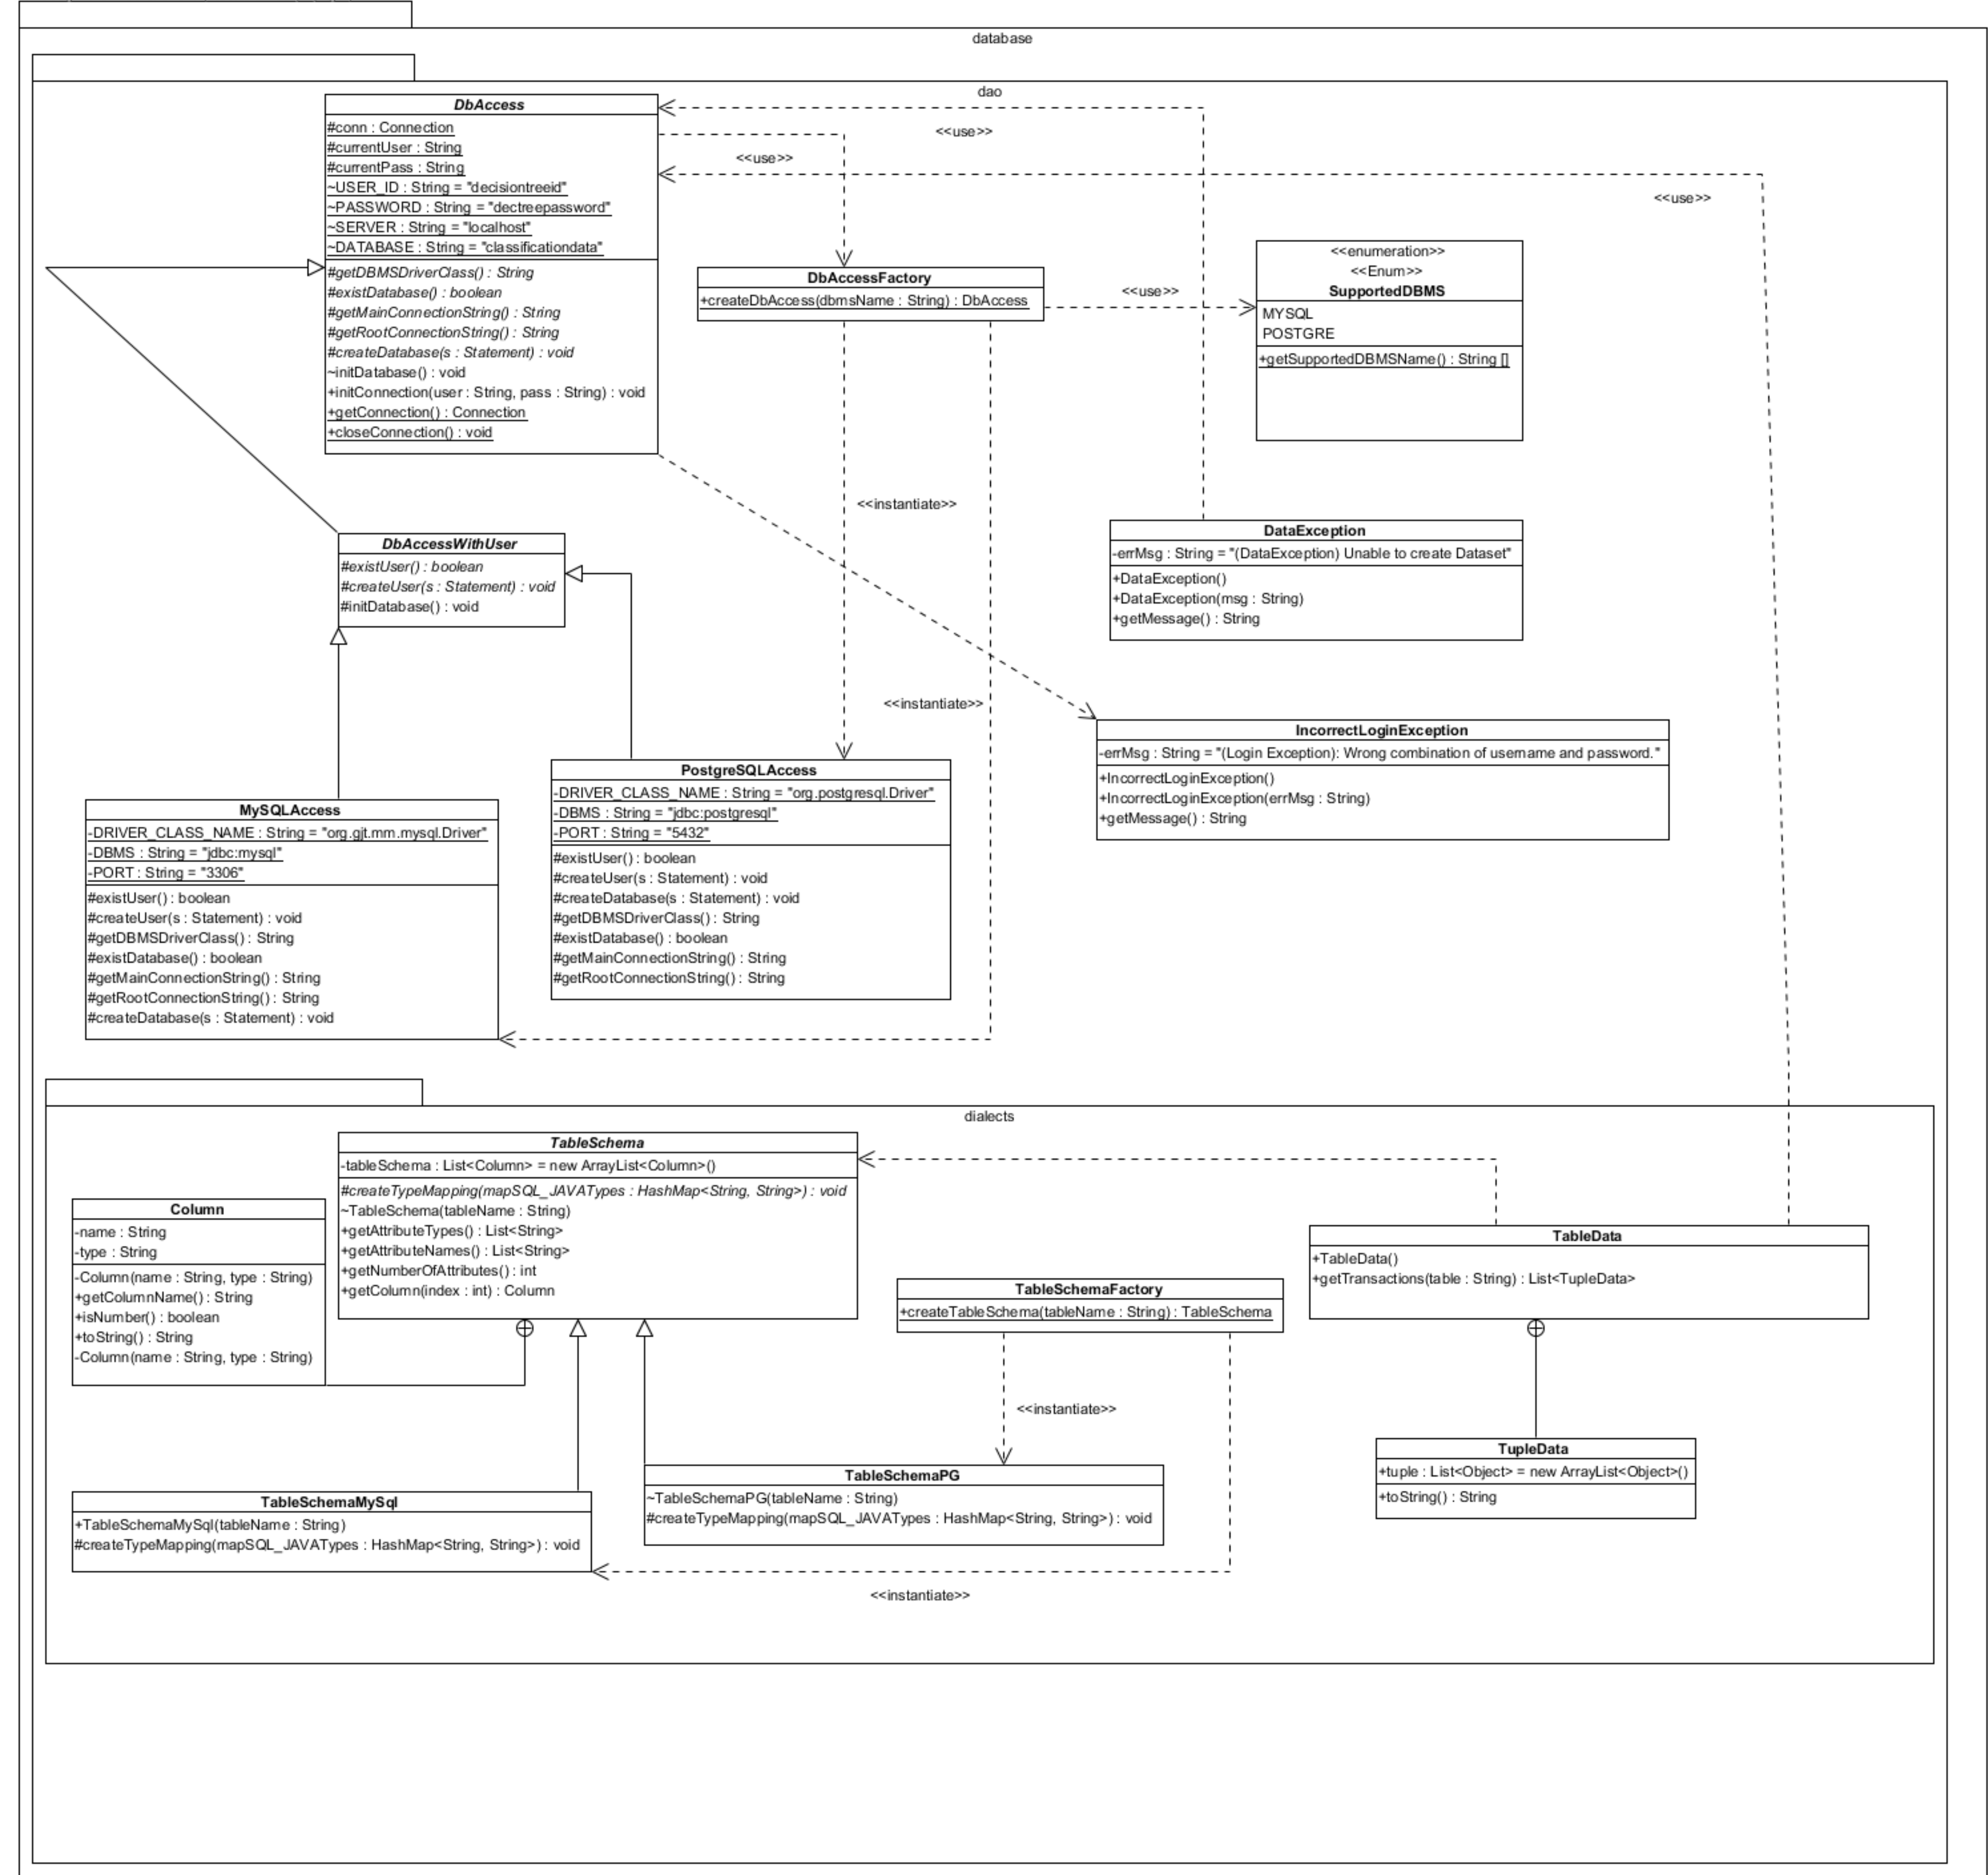 database
dao
DbAccess
#conn : Connection
#currentUser : String
#currentPass : String
~USER_ID : String = "decisiontreeid"
~PASSWORD : String = "dectreepassword"
~SERVER : String = "localhost"
~DATABASE : String = "classificationdata"
#getDBMSDriverClass() : String
#existDatabase() : boolean
#getMainConnectionString() : String
#getRootConnectionString() : String
#createDatabase(s : Statement) : void
~initDatabase() : void
+initConnection(user : String, pass : String) : void
+getConnection() : Connection
+closeConnection() : void
<<use>>
<<use>>
<<use>>
DbAccessFactory
+createDbAccess(dbmsName : String) : DbAccess
<<use>>
<<enumeration>>
<<Enum>>
SupportedDBMS
MYSQL
POSTGRE
+getSupportedDBMSName() : String []
<<instantiate>>
DataException
-errMsg : String = "(DataException) Unable to create Dataset"
+DataException()
+DataException(msg : String)
+getMessage() : String
DbAccessWithUser
#existUser() : boolean
#createUser(s : Statement) : void
#initDatabase() : void
<<instantiate>>
IncorrectLoginException
-errMsg : String = "(Login Exception): Wrong combination of username and password."
+IncorrectLoginException()
+IncorrectLoginException(errMsg : String)
+getMessage() : String
PostgreSQLAccess
-DRIVER_CLASS_NAME : String = "org.postgresql.Driver"
-DBMS : String = "jdbc:postgresql"
-PORT : String = "5432"
#existUser() : boolean
#createUser(s : Statement) : void
#createDatabase(s : Statement) : void
#getDBMSDriverClass() : String
#existDatabase() : boolean
#getMainConnectionString() : String
#getRootConnectionString() : String
MySQLAccess
-DRIVER_CLASS_NAME : String = "org.gjt.mm.mysql.Driver"
-DBMS : String = "jdbc:mysql"
-PORT : String = "3306"
#existUser() : boolean
#createUser(s : Statement) : void
#getDBMSDriverClass() : String
#existDatabase() : boolean
#getMainConnectionString() : String
#getRootConnectionString() : String
#createDatabase(s : Statement) : void
dialects
TableSchema
-tableSchema : List<Column> = new ArrayList<Column>()
#createTypeMapping(mapSQL_JAVATypes : HashMap<String, String>) : void
~TableSchema(tableName : String)
+getAttributeTypes() : List<String>
+getAttributeNames() : List<String>
+getNumberOfAttributes() : int
+getColumn(index : int) : Column
Column
-name : String
-type : String
-Column(name : String, type : String)
+getColumnName() : String
+isNumber() : boolean
+toString() : String
-Column(name : String, type : String)
TableSchemaFactory
+createTableSchema(tableName : String) : TableSchema
TableData
+TableData()
+getTransactions(table : String) : List<TupleData>
<<instantiate>>
TupleData
+tuple : List<Object> = new ArrayList<Object>()
+toString() : String
TableSchemaPG
~TableSchemaPG(tableName : String)
#createTypeMapping(mapSQL_JAVATypes : HashMap<String, String>) : void
TableSchemaMySql
+TableSchemaMySql(tableName : String)
#createTypeMapping(mapSQL_JAVATypes : HashMap<String, String>) : void
<<instantiate>>